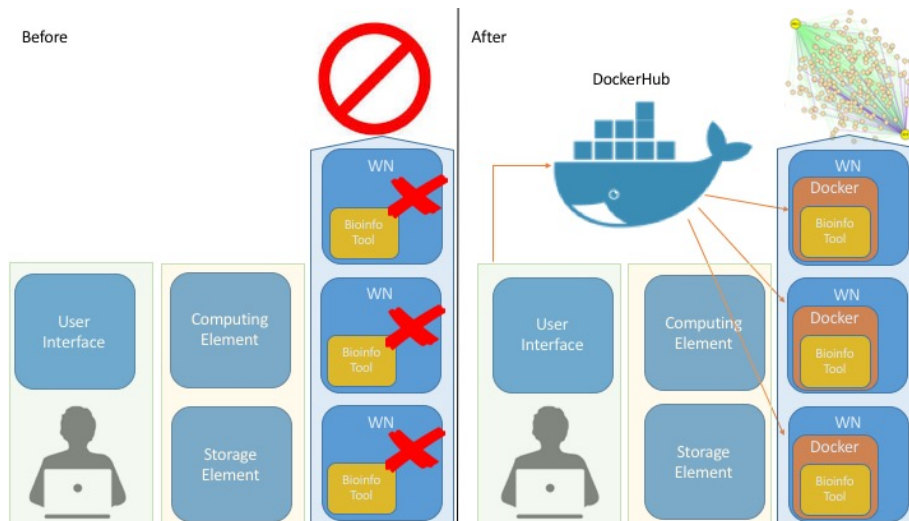 Before
WN
Bioinfo
Tool
User
Interface
Computing
Element
WN
Bioinfo
Tool
Storage
Element
WN
Bioinfo
Tool
After
DockerHub
WN
Docker
Bioinfo
Tool
User
Interface
Computing
Element
WN
Docker
Bioinfo
Tool
Storage
Element
WN
Docker
Bioinfo
Tool